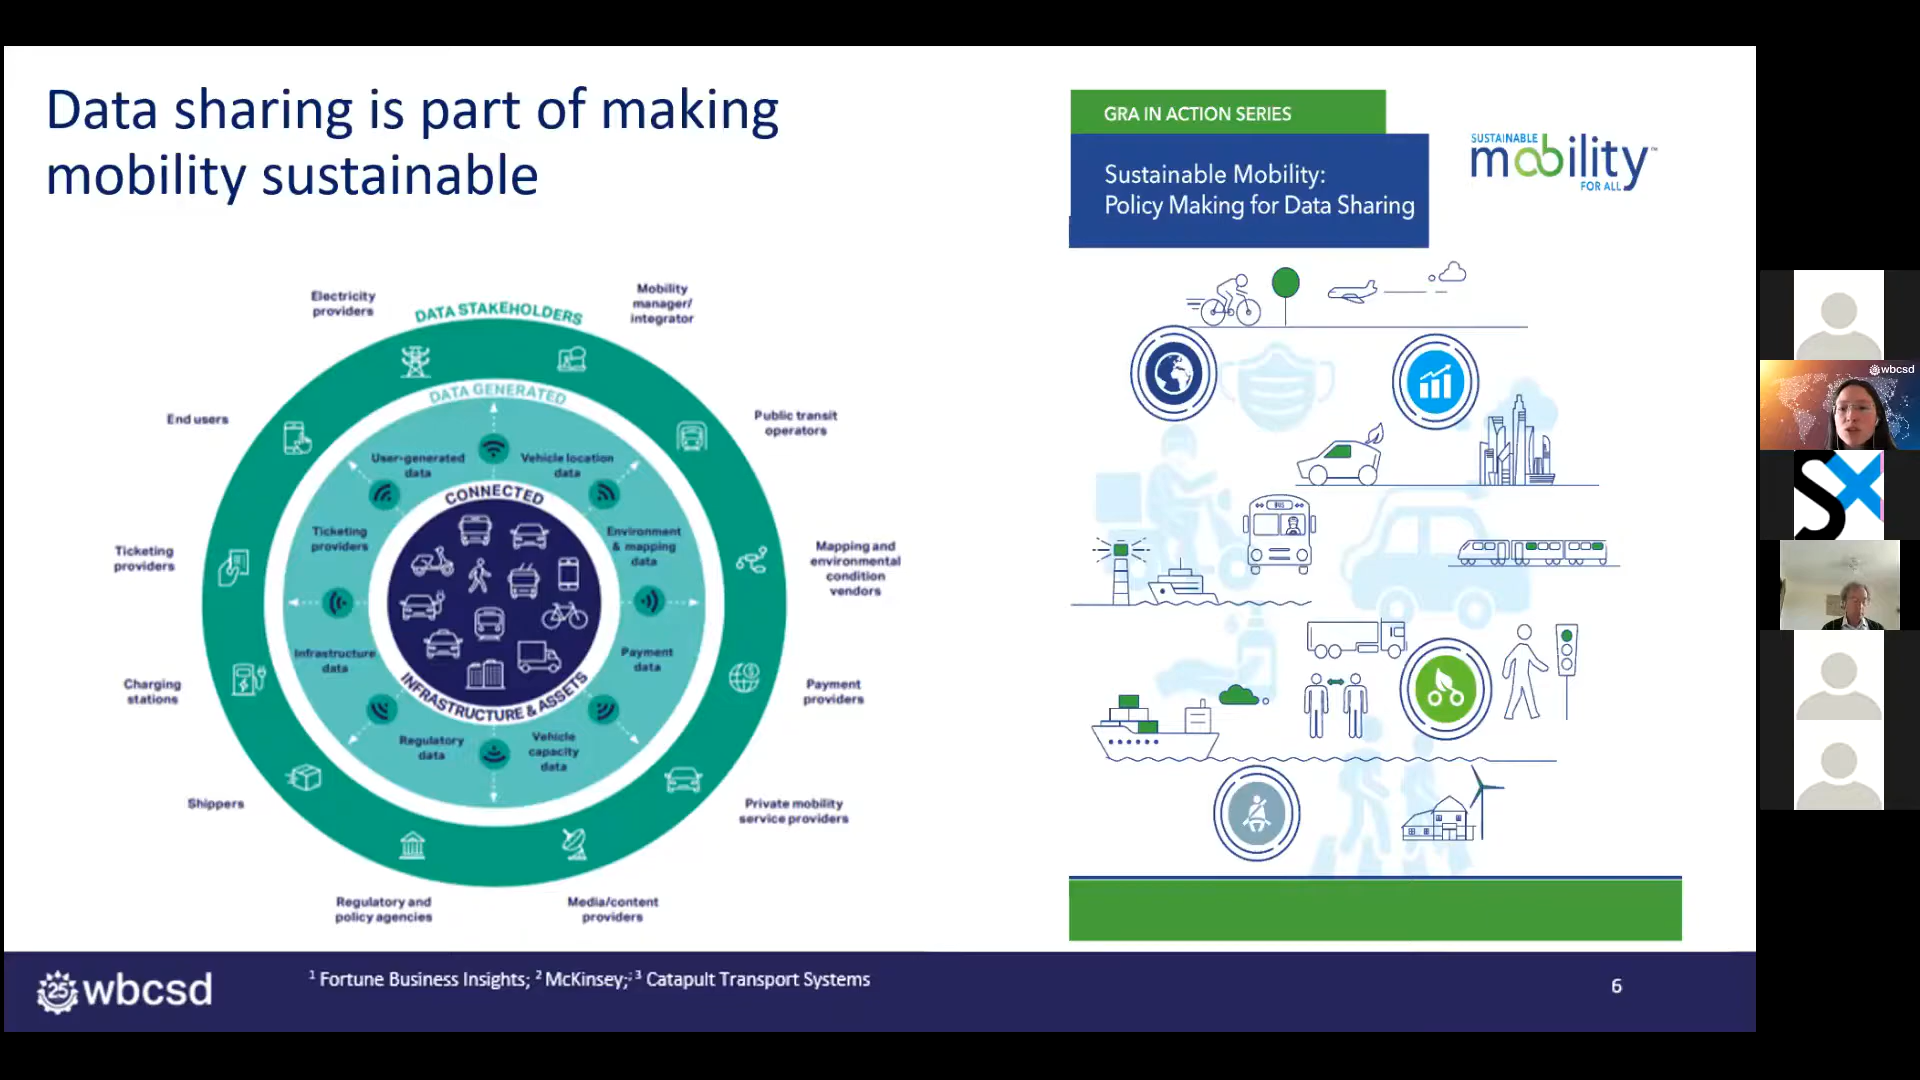 Data sharing is part of making
mobility sustainable
Electricity
providers
DATA STAKEHOLDERS
Mobility
manager/
integrator
DATA GENERATED
End users
Public transit
operators
User-generated
data
Vehicle location
data
CONNECTED
Ticketing
providers
Environment
& mapping
data
Ticketing
providers
Mapping and
environmental
condition
vendors
Infrastructure
data
Payment
data
INFRASTRUCTURE & ASSETS
Charging
stations
Payment
providers
Regulatory
data
Vehicle
capacity
data
Shippers
Private mobility
service providers
Regulatory and
policy agencies
Media/content
providers
GRA IN ACTION SERIES
Sustainable Mobility:
Policy Making for Data Sharing
SUSTAINABLE
mobility™
FOR ALL
BUS
25 wbcsd
¹ Fortune Business Insights; ² McKinsey;; ³ Catapult Transport Systems
6
wbcsd
SX